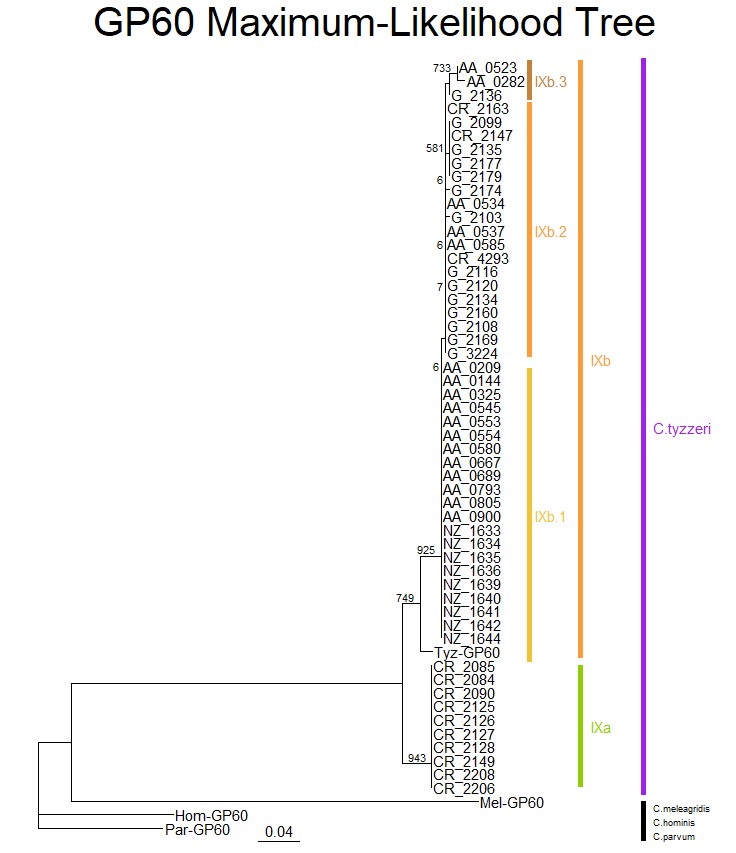 GP60 Maximum-Likelihood Tree
733
AA_0523
AA_0282
IXb.3
G_2136
CR_2163
G_2099
CR_2147
581
G_2135
G_2177
6
G_2179
G_2174
AA_0534
G_2103
AA_0537
IXb.2
6
AA_0585
CR_4293
G_2116
7
G_2120
G_2134
G_2160
G_2108
G_2169
G_3224
IXb
6
AA_0209
AA_0144
AA_0325
AA_0545
AA_0553
C.tyzzeri
AA_0554
AA_0580
AA_0667
AA_0689
AA_0793
AA_0805
AA_0900
IXb.1
NZ_1633
NZ_1634
925
NZ_1635
NZ_1636
NZ_1639
749
NZ_1640
NZ_1641
NZ_1642
NZ_1644
Tyz-GP60
CR_2085
CR_2084
CR_2090
CR_2125
CR_2126
IXa
CR_2127
CR_2128
943
CR_2149
CR_2208
CR_2206
Mel-GP60
C.meleagridis
Hom-GP60
C.hominis
Par-GP60
0.04
C.parvum